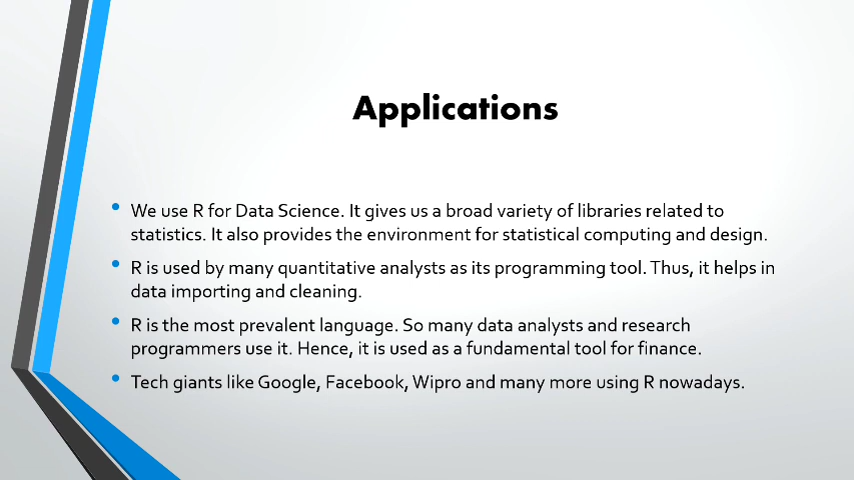 Applications
• We use R for Data Science. It gives us a broad variety of libraries related to
statistics. It also provides the environment for statistical computing and design.
• R is used by many quantitative analysts as its programming tool. Thus, it helps in
data importing and cleaning.
• R is the most prevalent language. So many data analysts and research
programmers use it. Hence, it is used as a fundamental tool for finance.
• Tech giants like Google, Facebook, Wipro and many more using R nowadays.